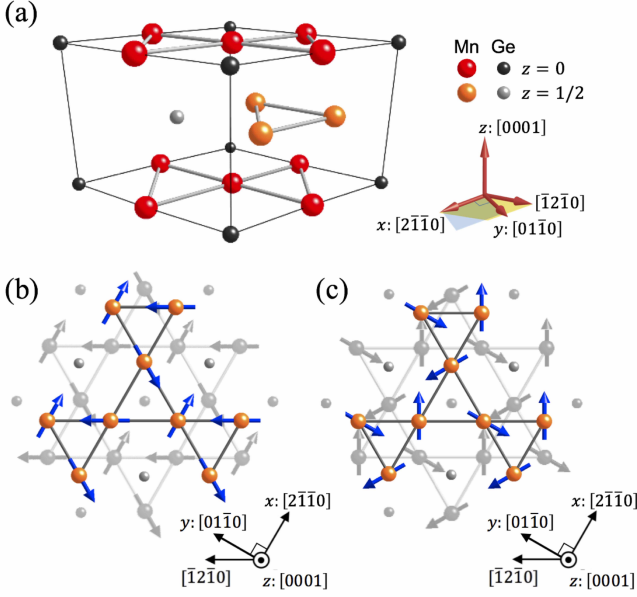 (a)
Mn Ge
z = 0
z = 1/2
z: [0001]
[1̄21̄0]
x: [21̄1̄0]
y: [011̄0]
(b)
(c)
x: [21̄1̄0]
y: [011̄0]
[1̄21̄0]
z: [0001]
x: [21̄1̄0]
y: [011̄0]
[1̄21̄0]
z: [0001]